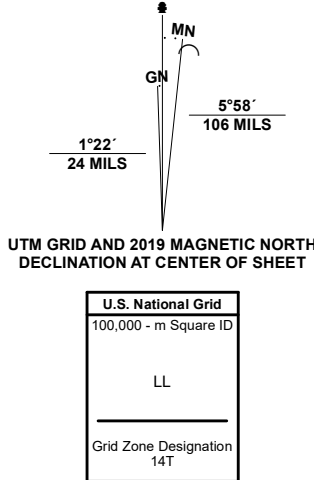 MN
GN
5°58´
106 MILS
1°22´
24 MILS
UTM GRID AND 2019 MAGNETIC NORTH
DECLINATION AT CENTER OF SHEET
U.S. National Grid
100,000 - m Square ID
LL
Grid Zone Designation
14T